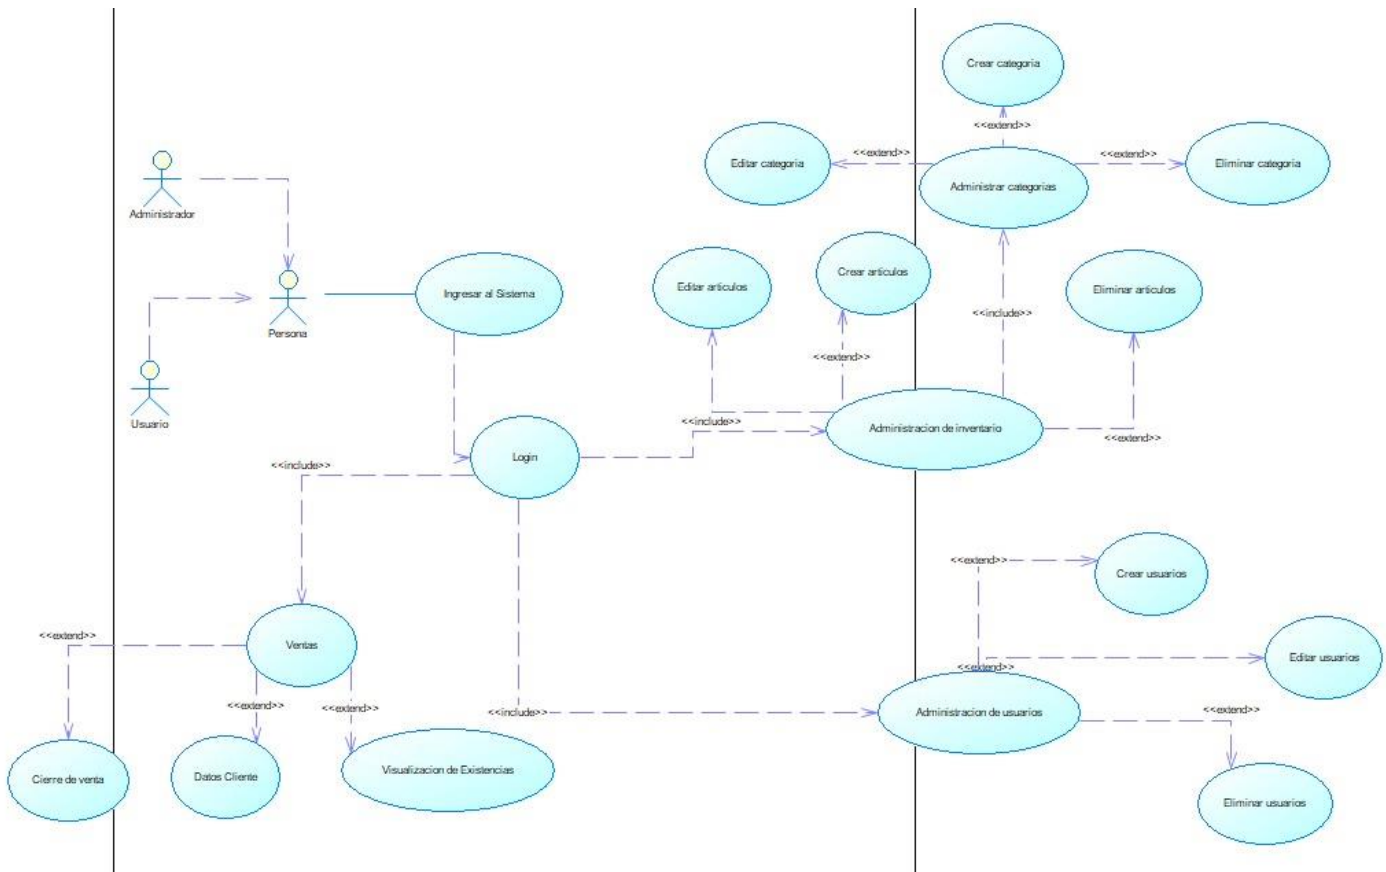 Crear categoria
<<extend>>
Editar categoria
<<extend>>
<<extend>>
Eliminar categoria
Administrar categorias
Administrador
Crear articulos
Editar articulos
Ingresar al Sistema
Eliminar articulos
<<include>>
Persona
<<extend>>
Usuario
<<include>>
Administracion de inventario
<<extend>>
Login
<<include>>
<<extend>>
Crear usuarios
<<extend>>
Ventas
Editar usuarios
<<extend>>
<<extend>>
<<extend>>
<<include>>
Administracion de usuarios
<<extend>>
Cierre de venta
Datos Cliente
Visualizacion de Existencias
Eliminar usuarios